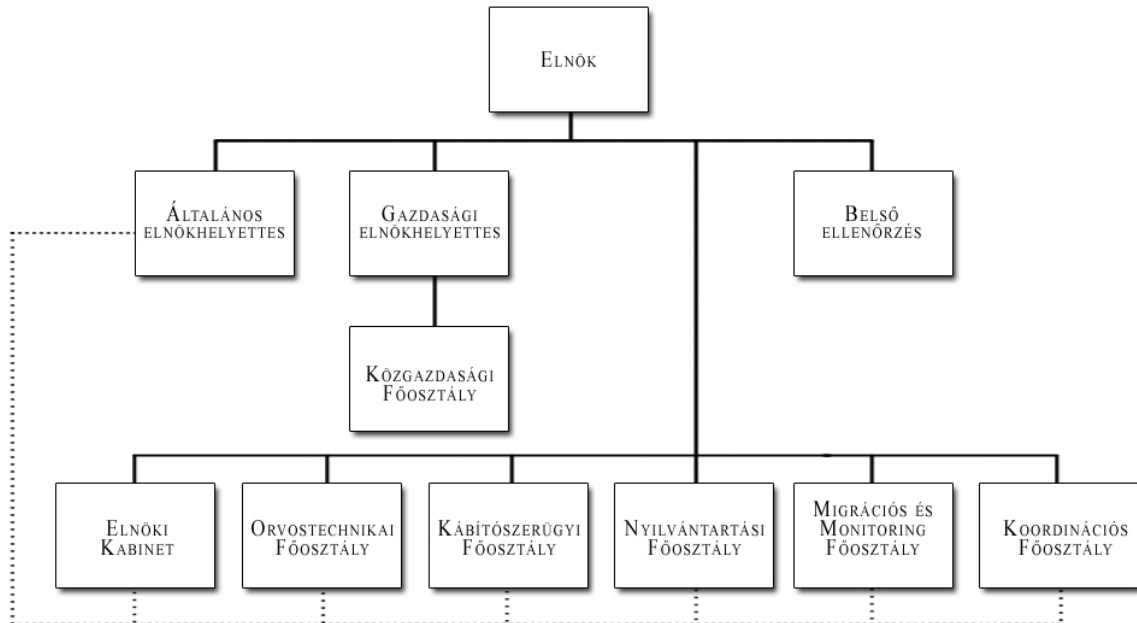 ELNÖK
ÁLTALÁNOS
ELNÖKHELYETTES
GAZDASÁGI
ELNÖKHELYETTES
BELSŐ
ELLENŐRZÉS
KÖZGAZDASÁGI
FŐOSZTÁLY
ELNÖKI
KABINET
ORVOSTECHNIKAI
FŐOSZTÁLY
KÁBÍTÓSZERÜGYI
FŐOSZTÁLY
NYILVÁNTARTÁSI
FŐOSZTÁLY
MIGRÁCIÓS ÉS
MONITORING
FŐOSZTÁLY
KOORDINÁCIÓS
FŐOSZTÁLY